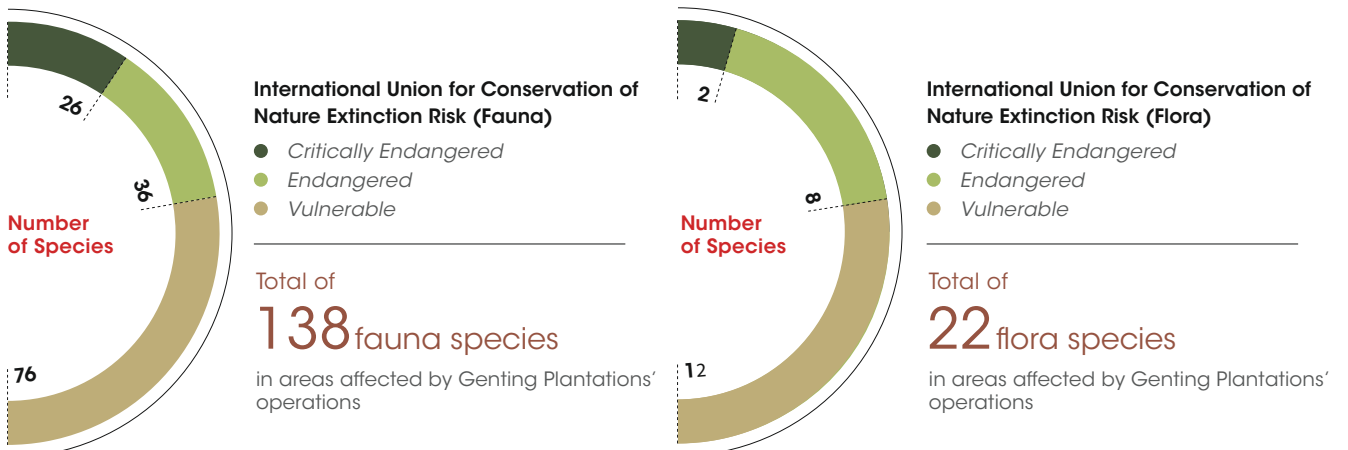 26
36
76
Number
of Species
International Union for Conservation of
Nature Extinction Risk (Fauna)
Critically Endangered
Endangered
Vulnerable
Total of
138 fauna species
in areas affected by Genting Plantations’
operations
2
8
12
Number
of Species
International Union for Conservation of
Nature Extinction Risk (Flora)
Critically Endangered
Endangered
Vulnerable
Total of
22 flora species
in areas affected by Genting Plantations’
operations